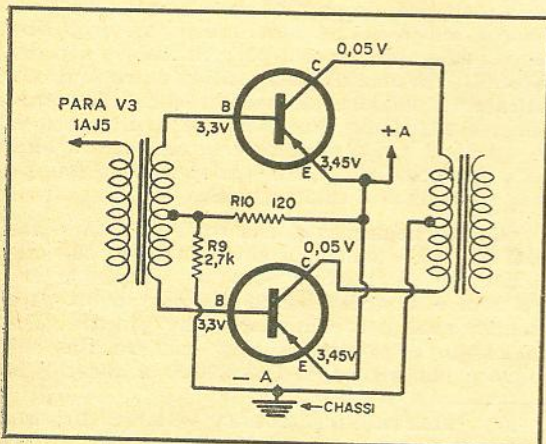 0,05 V
C
PARA V3
1AJ5
B
3,3V
+A
3,45V
E
R10 120
R9
2,7k
0,05 V
C
B
3,3V
3,45V
E
– A
CHASSI